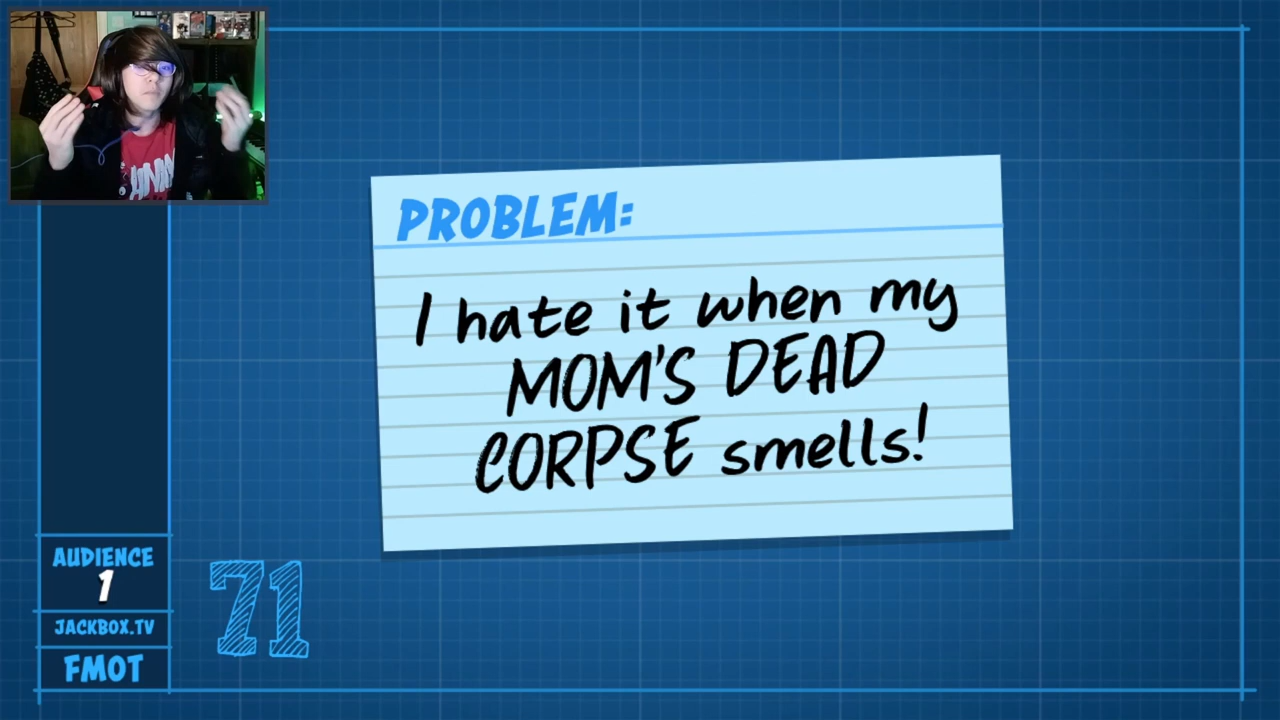 PROBLEM:
I hate it when my
MOM'S DEAD
CORPSE smells!
AUDIENCE
1
JACKBOX.TV
FMOT
71